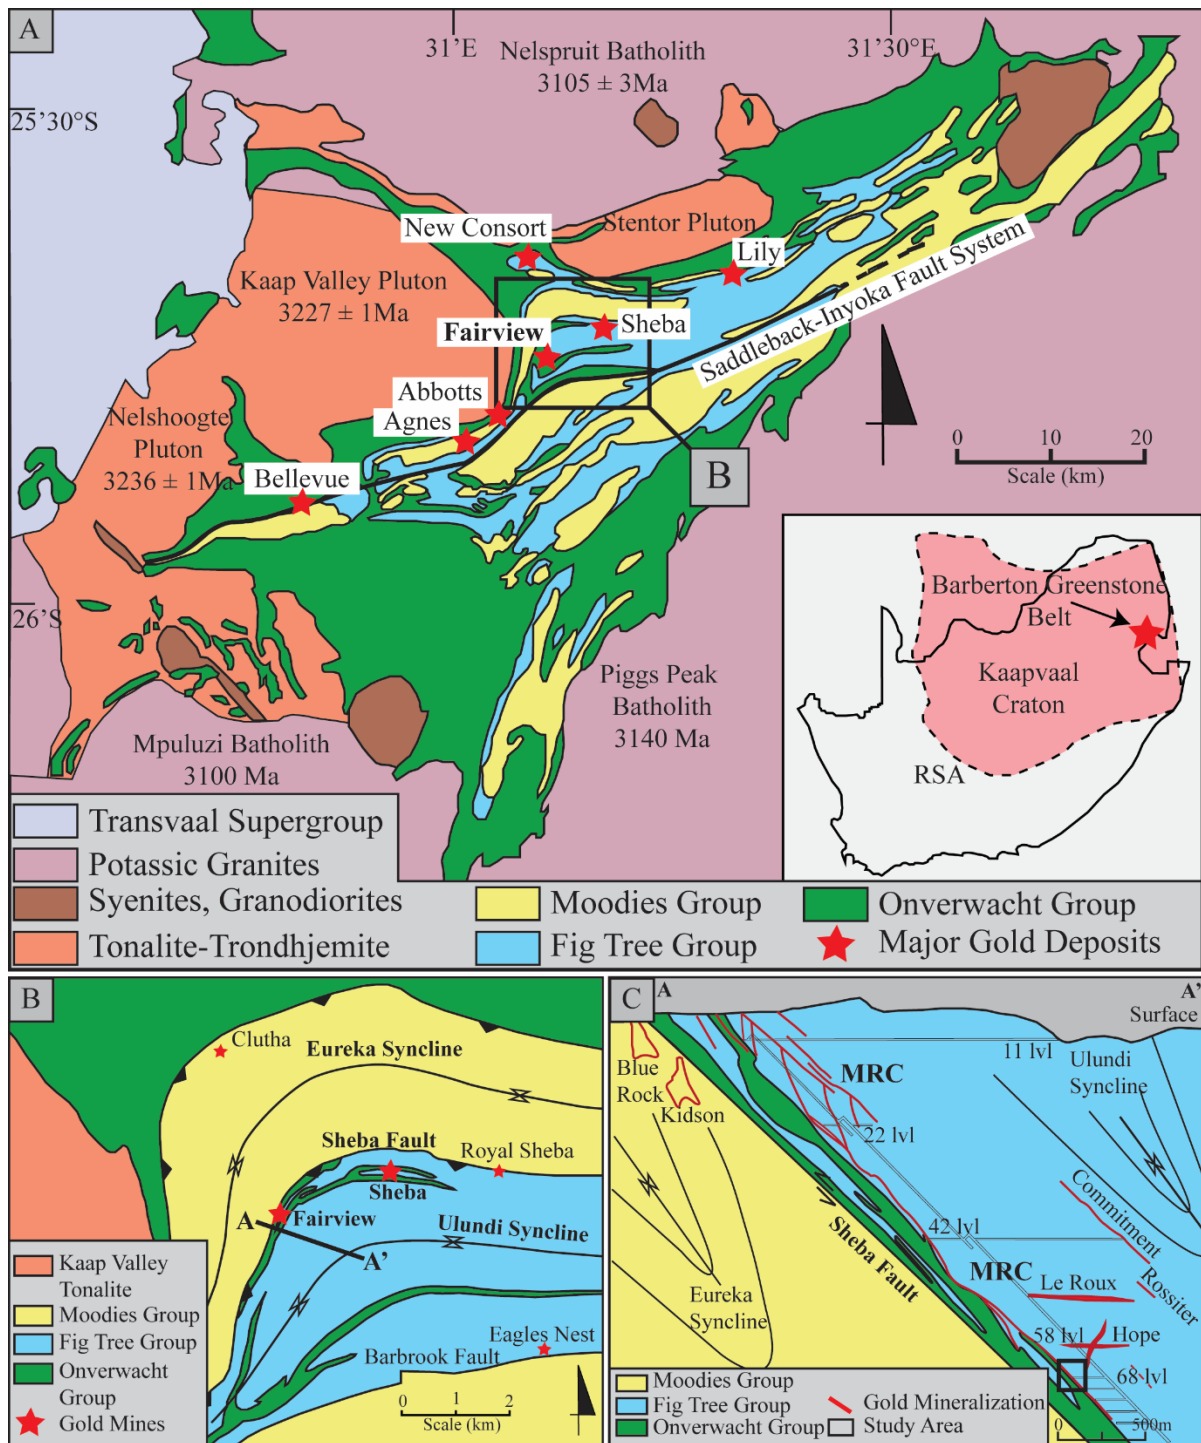 A
31’E
31’30°E
Nelspruit Batholith
3105 ± 3Ma
25’30°S
New Consort
Stentor Pluton
Lily
Kaap Valley Pluton
3227 ± 1Ma
Fairview
Sheba
Saddleback-Inyoka Fault System
Abbotts
Agnes
Nelshoogte
Pluton
3236 ± 1Ma
Bellevue
B
0 10 20
Scale (km)
26’S
Barberton Greenstone
Belt
Kaapvaal
Craton
RSA
Piggs Peak
Batholith
3140 Ma
Mpuluzi Batholith
3100 Ma
Transvaal Supergroup
Potassic Granites
Syenites, Granodiorites
Tonalite-Trondhjemite
Moodies Group
Fig Tree Group
Onverwacht Group
Major Gold Deposits
B
Clutha
Eureka Syncline
Sheba Fault
Royal Sheba
Sheba
Fairview
A
A’
Ulundi Syncline
Eagles Nest
Barbrook Fault
0 1 2
Scale (km)
Kaap Valley
Tonalite
Moodies Group
Fig Tree Group
Onverwacht
Group
Gold Mines
C
A
A’
Surface
11 lvl
Ulundi
Syncline
Blue
Rock
Kidson
MRC
22 lvl
Commitment
42 lvl
Sheba Fault
MRC
Le Roux
Rossiter
Eureka
Syncline
58 lvl
Hope
68 lvl
Moodies Group
Fig Tree Group
Onverwacht Group
Gold Mineralization
Study Area
0 500m